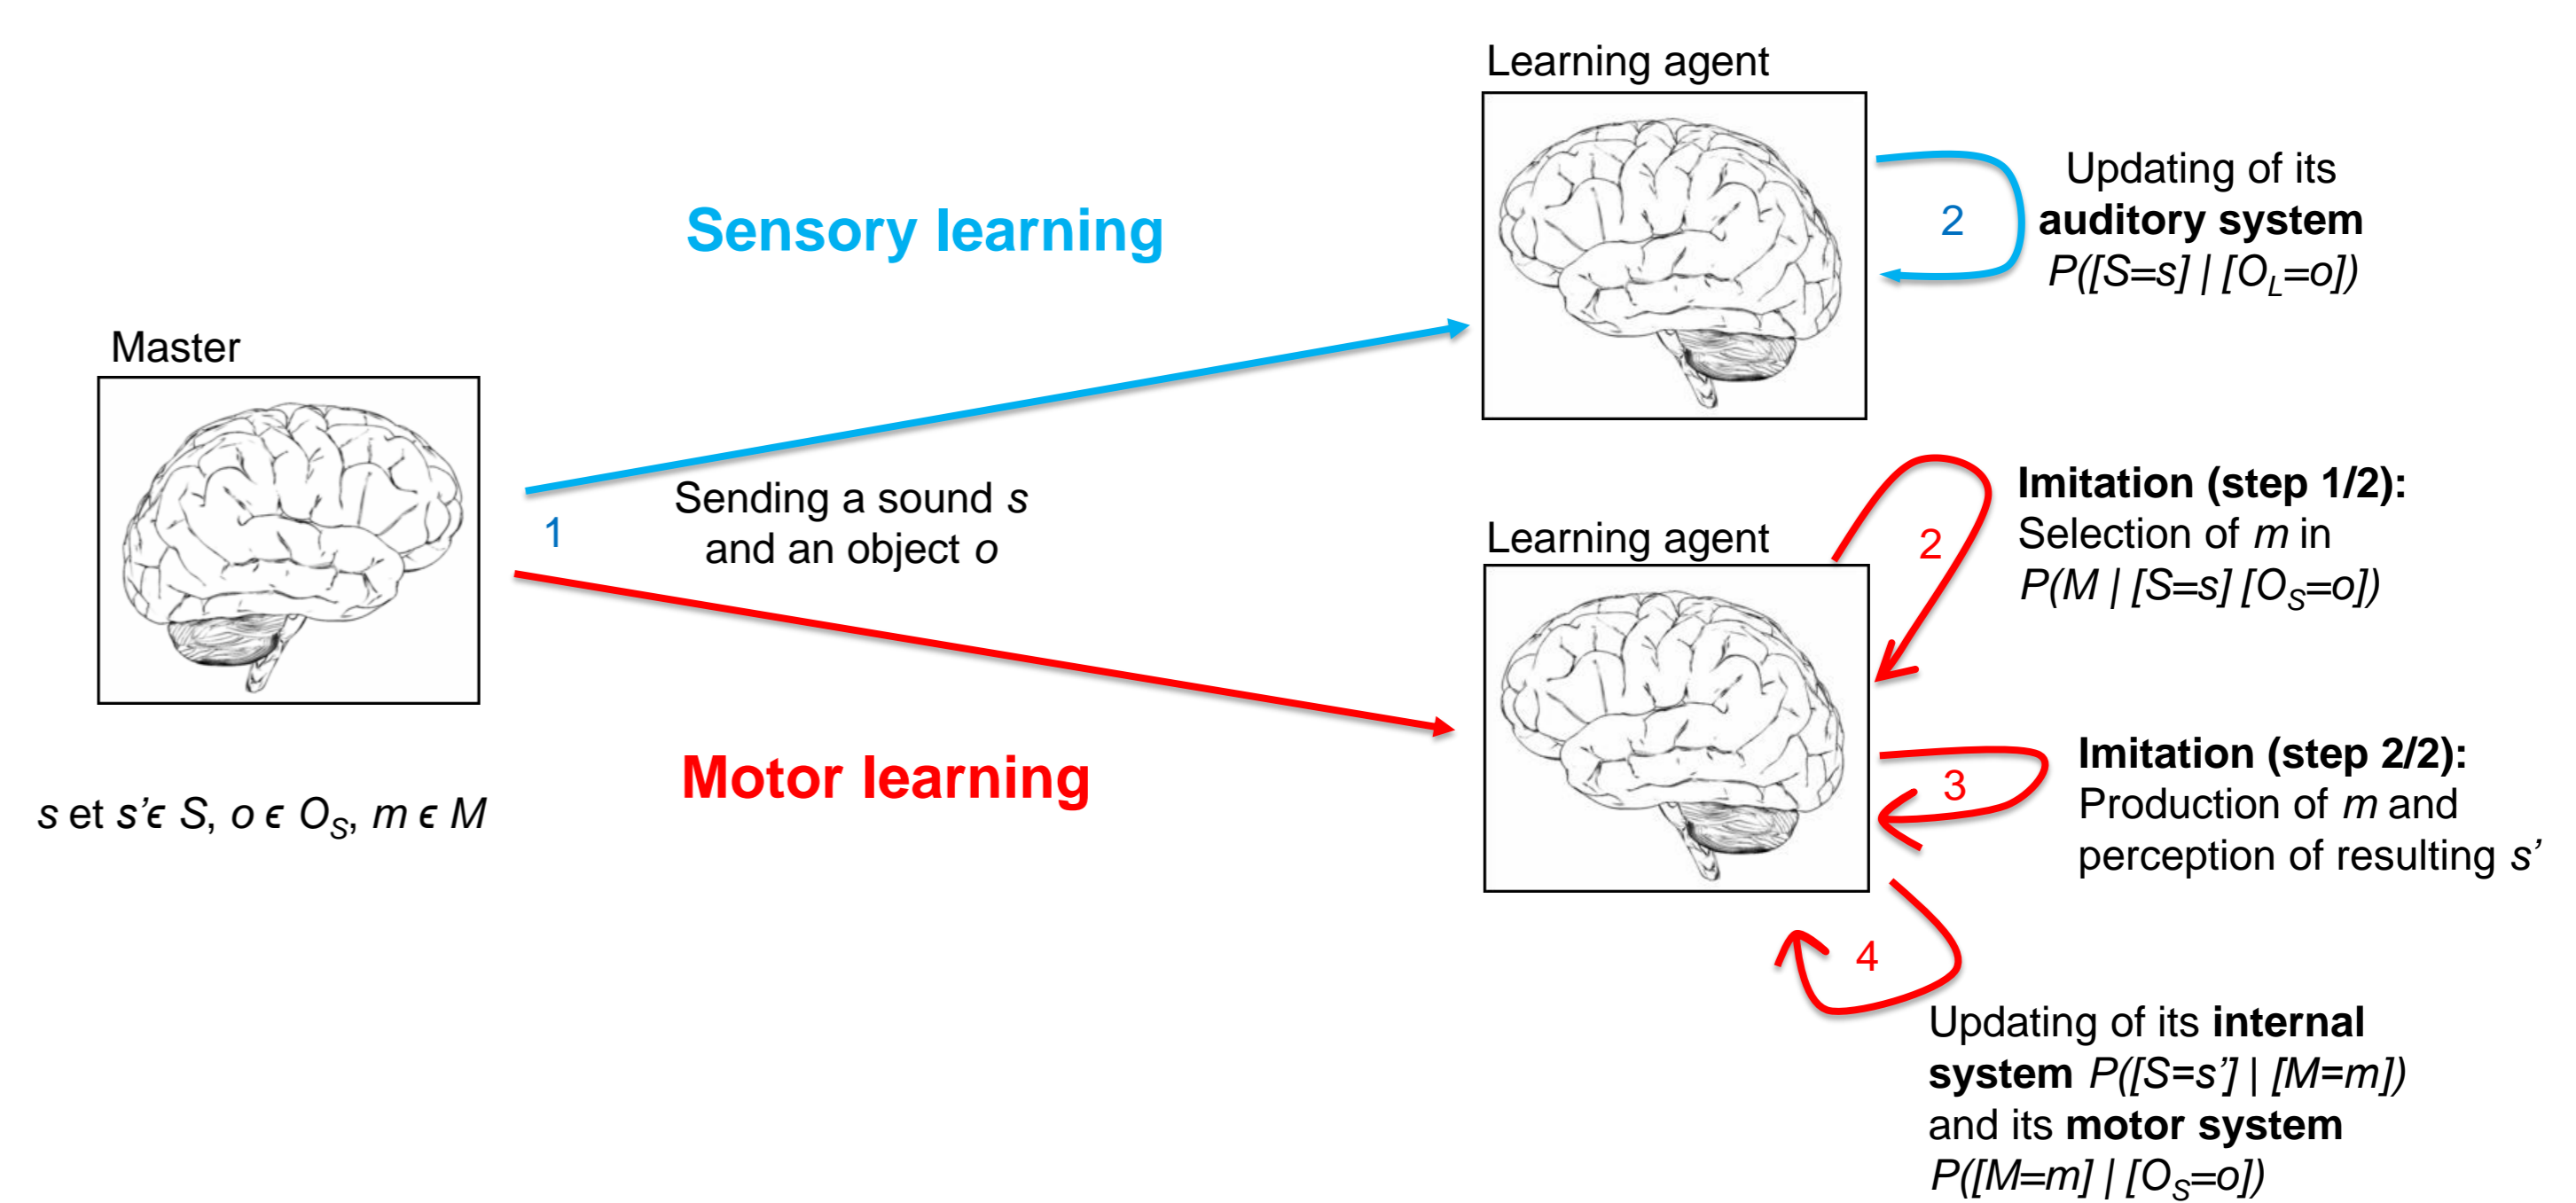 Learning agent
Sensory learning
2
Updating of its
auditory system
P([S=s] | [O_L=o])
Master
1
Sending a sound s
and an object o
Learning agent
2
Imitation (step 1/2):
Selection of m in
P(M | [S=s] [O_S=o])
Motor learning
s et s’ϵ S, o ϵ O_S, m ϵ M
3
Imitation (step 2/2):
Production of m and
perception of resulting s’
4
Updating of its internal
system P([S=s’] | [M=m])
and its motor system
P([M=m] | [O_S=o])